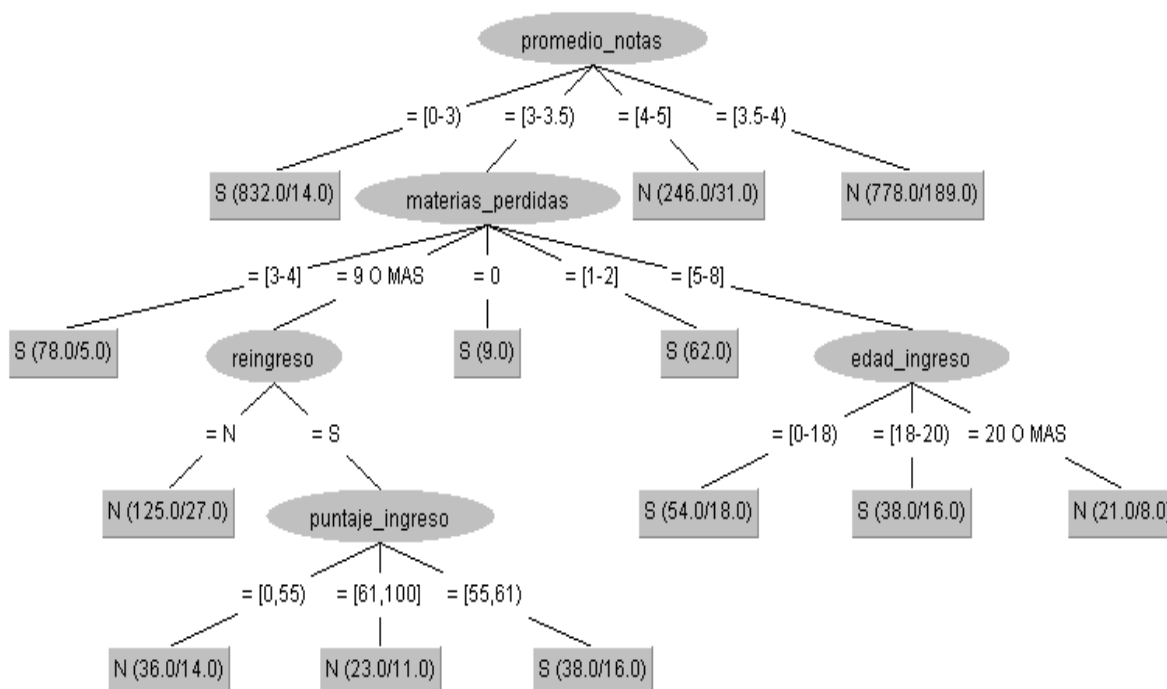 promedio_notas
= [0-3) = [3-3.5) = [4-5] = [3.5-4)
S (832.0/14.0) materias_perdidas N (246.0/31.0) N (778.0/189.0)
= [3-4] = 9 O MAS = 0 = [1-2] = [5-8]
S (78.0/5.0) reingreso S (9.0) S (62.0) edad_ingreso
= N = S = [0-18) = [18-20) = 20 O MAS
N (125.0/27.0) puntaje_ingreso S (54.0/18.0) S (38.0/16.0) N (21.0/8.0)
= [0,55) = [61,100] = [55,61)
N (36.0/14.0) N (23.0/11.0) S (38.0/16.0)